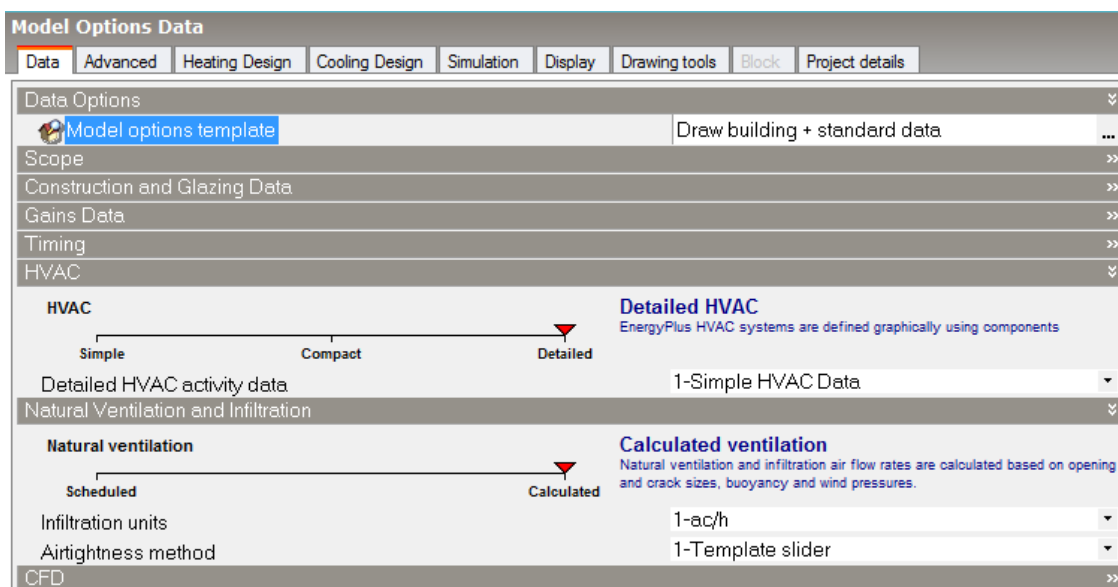 Model Options Data
Data Advanced Heating Design Cooling Design Simulation Display Drawing tools Block Project details
Data Options
Model options template Draw building + standard data ...
Scope
Construction and Glazing Data
Gains Data
Timing
HVAC
HVAC Detailed HVAC
EnergyPlus HVAC systems are defined graphically using components
Simple Compact Detailed
Detailed HVAC activity data 1-Simple HVAC Data
Natural Ventilation and Infiltration
Natural ventilation Calculated ventilation
Natural ventilation and infiltration air flow rates are calculated based on opening
and crack sizes, buoyancy and wind pressures.
Scheduled Calculated
Infiltration units 1-ac/h
Airtightness method 1-Template slider
CFD